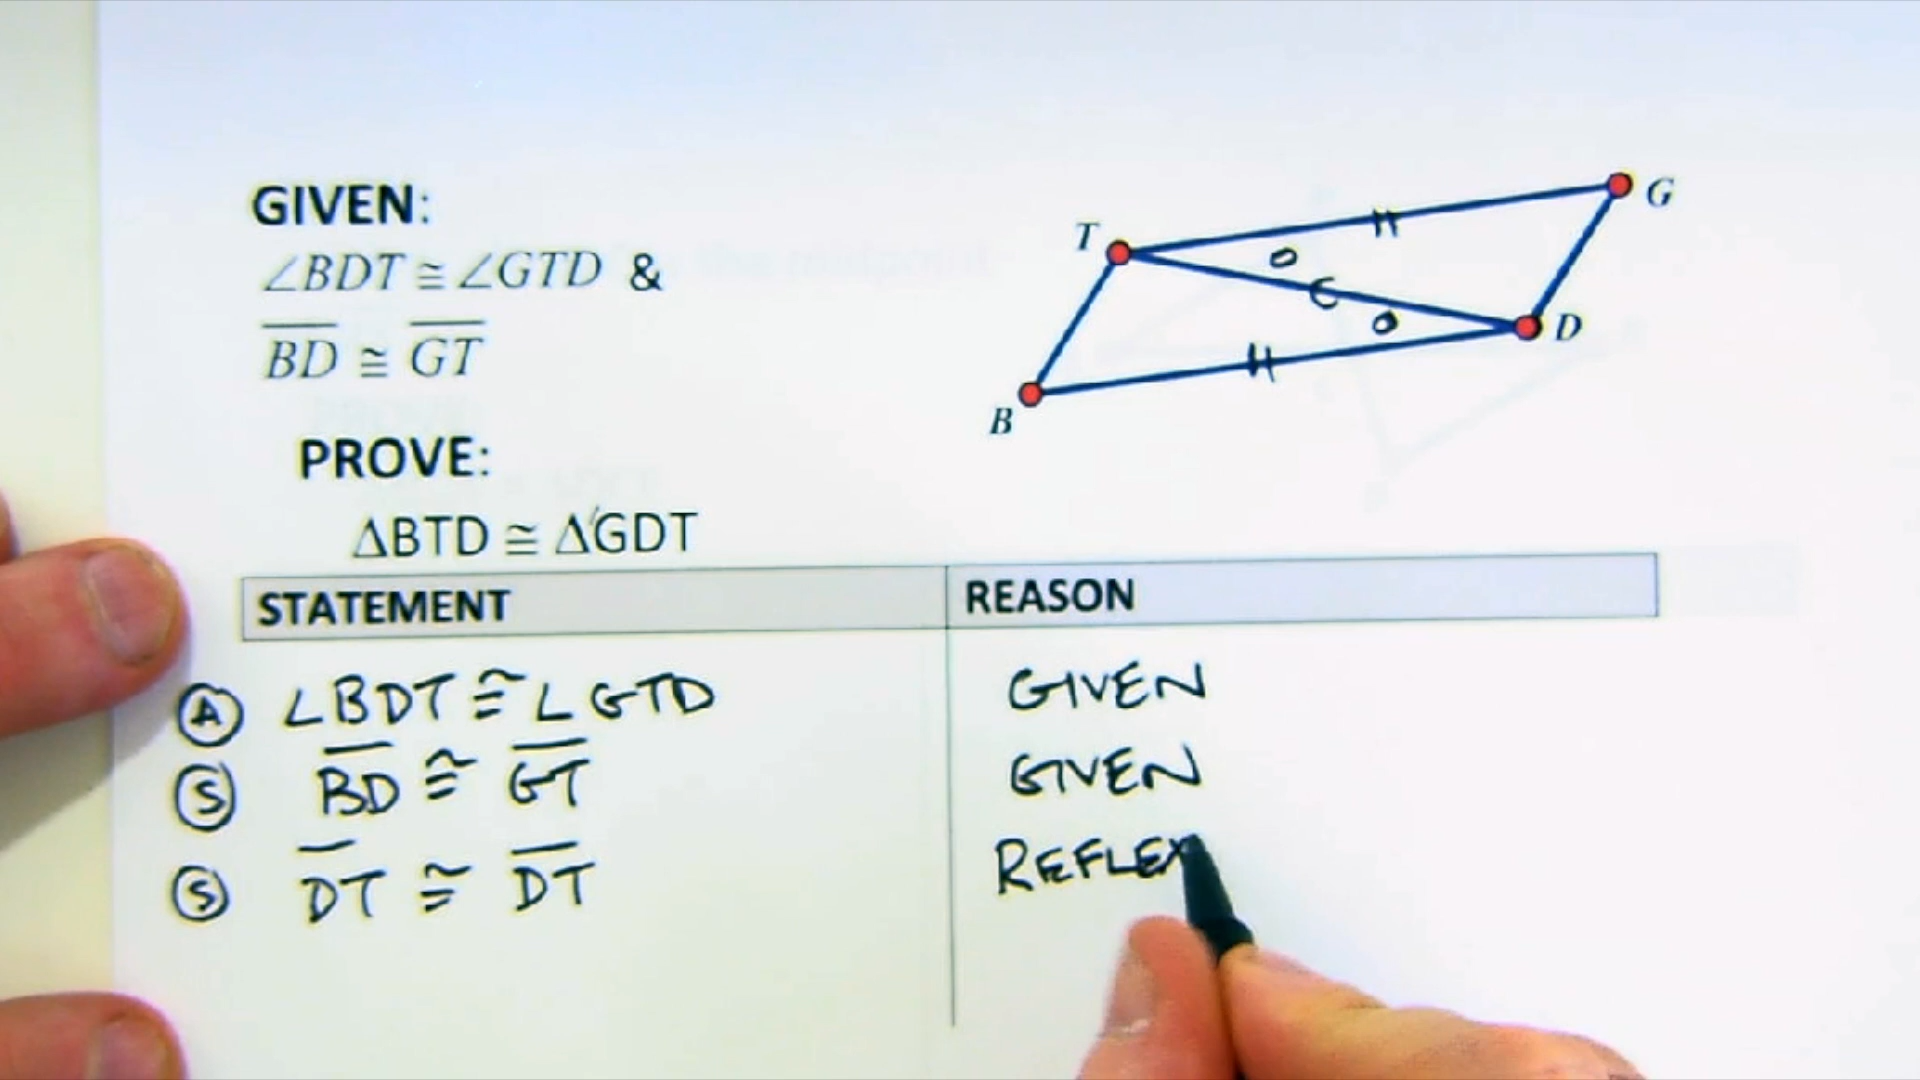 GIVEN:
∠BDT ≅ ∠GTD &
BD ≅ GT
PROVE:
ΔBTD ≅ ΔGDT
T
G
D
B
STATEMENT REASON
A ∠BDT ≅ ∠GTD GIVEN
S BD ≅ GT GIVEN
S DT ≅ DT REFLEX